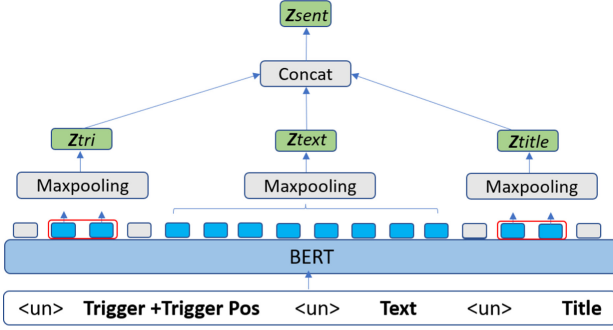 Zsent
Concat
Ztri Ztext Ztitle
Maxpooling Maxpooling Maxpooling
BERT
<un> Trigger +Trigger Pos <un> Text <un> Title